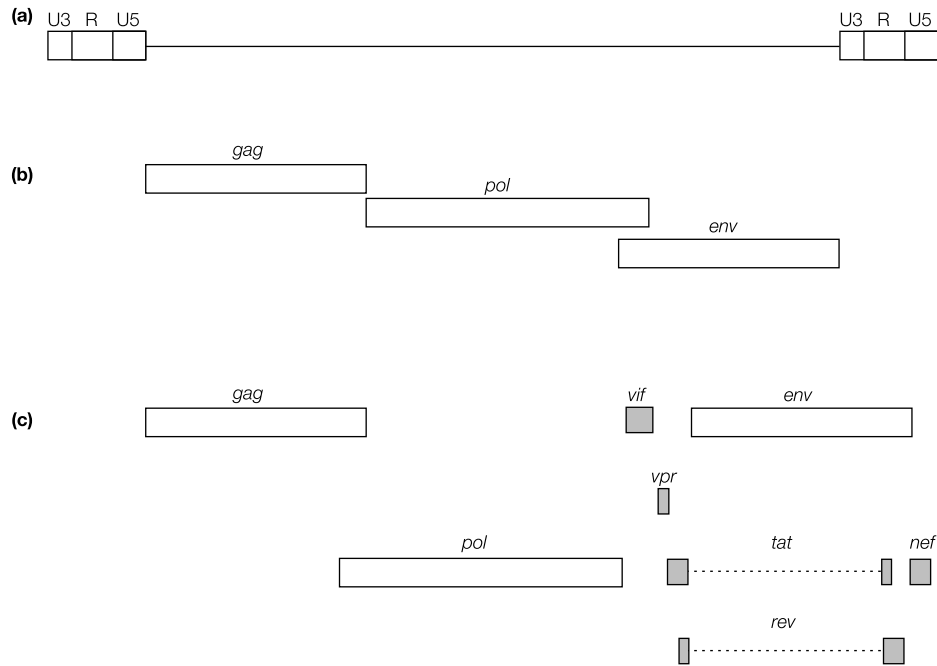 (a) U3 R U5 U3 R U5
gag
(b) pol
env
gag vif env
(c)
vpr
pol tat nef
rev